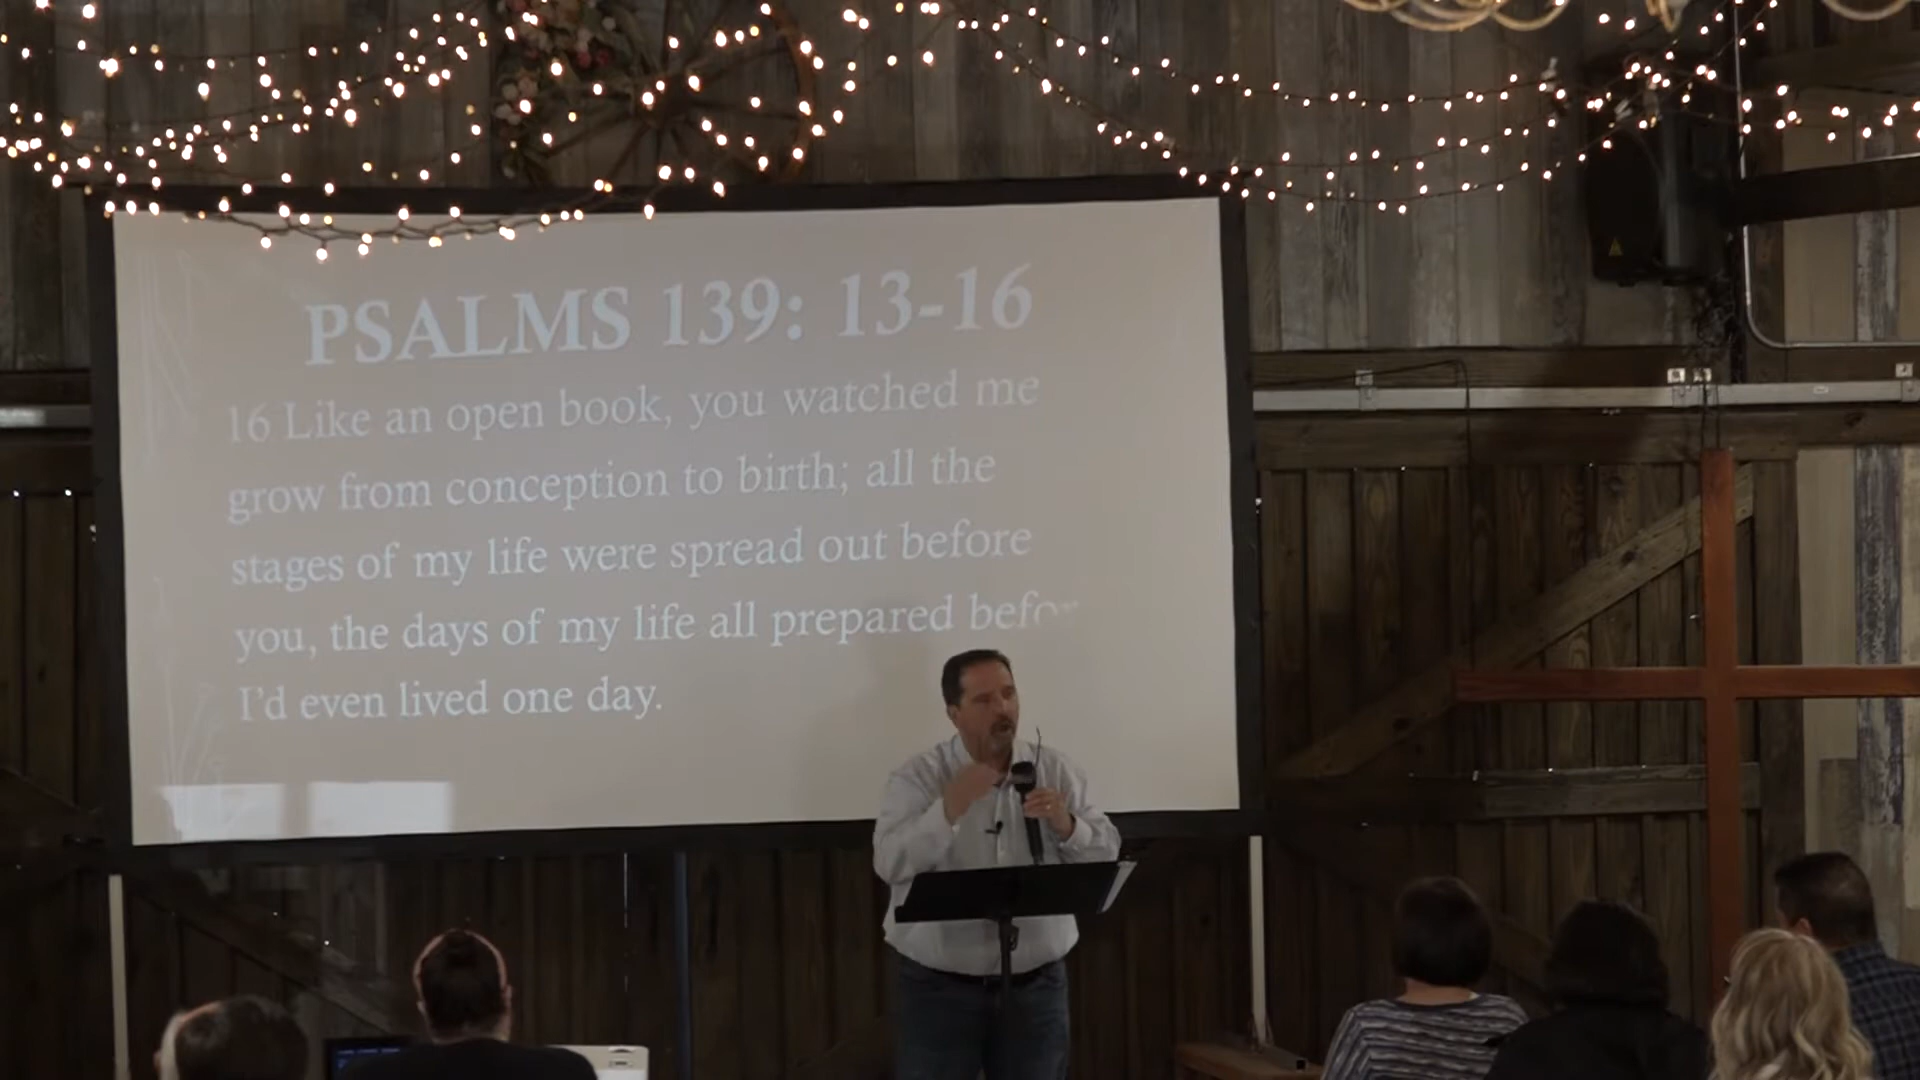 PSALMS 139: 13-16
16 Like an open book, you watched me
grow from conception to birth; all the
stages of my life were spread out before
you, the days of my life all prepared
I'd even lived one day.